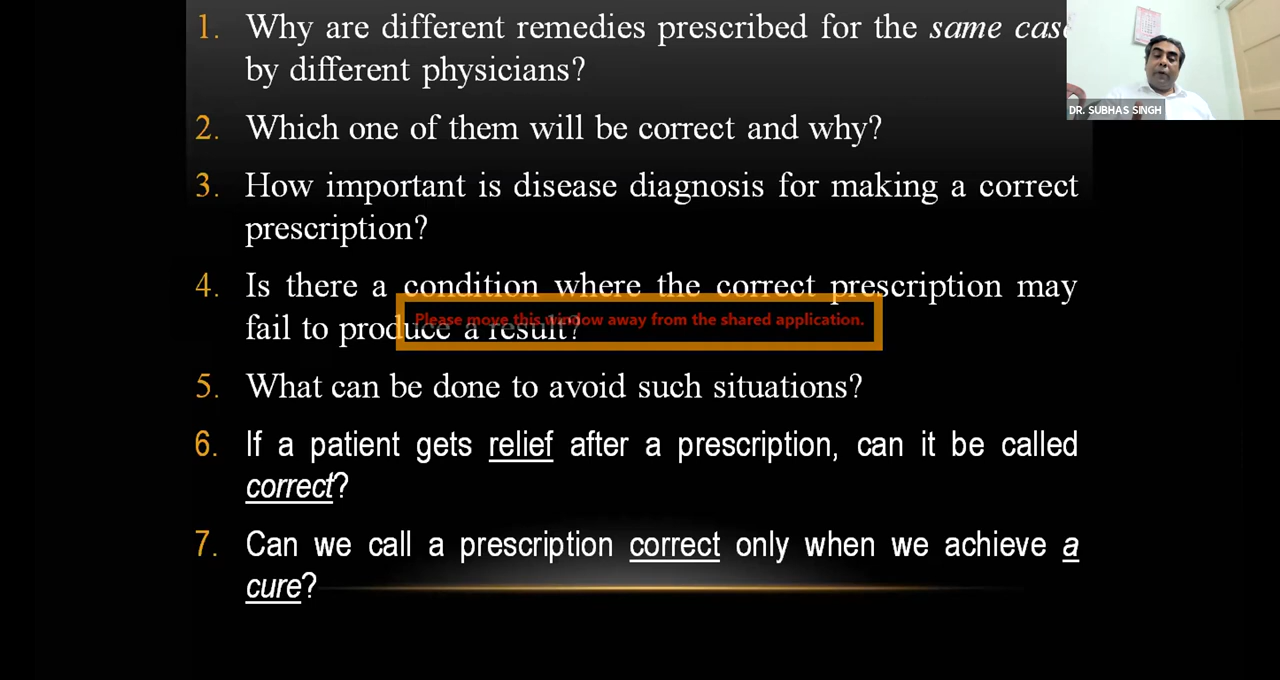 1. Why are different remedies prescribed for the same case
by different physicians?
DR. SUBHAS SINGH
2. Which one of them will be correct and why?
3. How important is disease diagnosis for making a correct
prescription?
4. Is there a condition where the correct prescription may
fail to produce a result?
Please move this window away from the shared application.
5. What can be done to avoid such situations?
6. If a patient gets relief after a prescription, can it be called
correct?
7. Can we call a prescription correct only when we achieve a
cure?